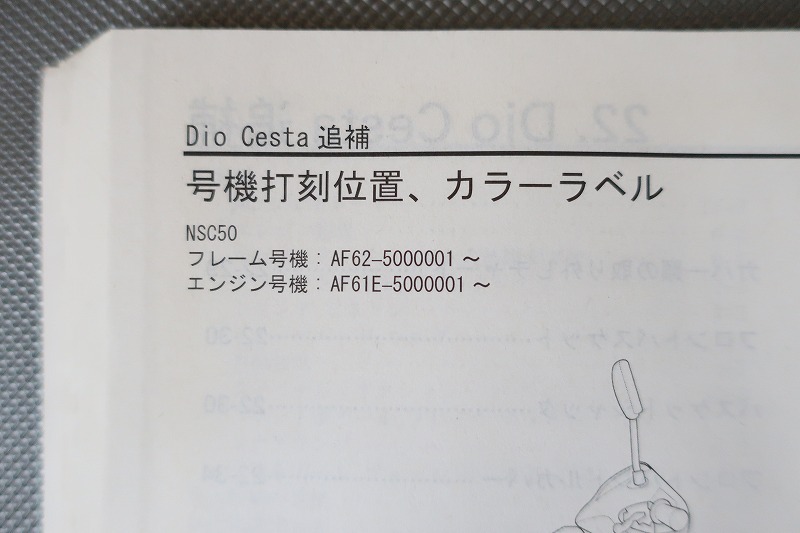 Dio Cesta 追補
号機打刻位置、カラーラベル
NSC50
フレーム号機：AF62–5000001 ～
エンジン号機：AF61E–5000001 ～